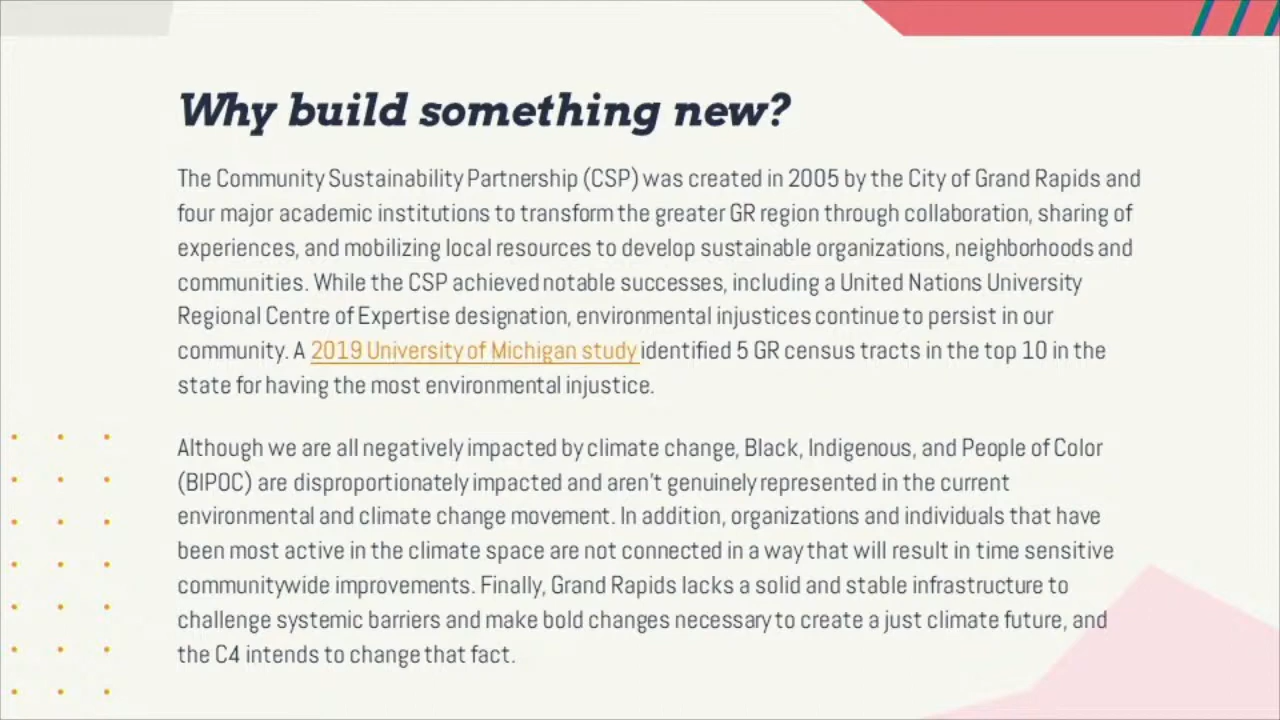 Why build something new?
The Community Sustainability Partnership (CSP) was created in 2005 by the City of Grand Rapids and
four major academic institutions to transform the greater GR region through collaboration, sharing of
experiences, and mobilizing local resources to develop sustainable organizations, neighborhoods and
communities. While the CSP achieved notable successes, including a United Nations University
Regional Centre of Expertise designation, environmental injustices continue to persist in our
community. A 2019 University of Michigan study identified 5 GR census tracts in the top 10 in the
state for having the most environmental injustice.
Although we are all negatively impacted by climate change, Black, Indigenous, and People of Color
(BIPOC) are disproportionately impacted and aren't genuinely represented in the current
environmental and climate change movement. In addition, organizations and individuals that have
been most active in the climate space are not connected in a way that will result in time sensitive
communitywide improvements. Finally, Grand Rapids lacks a solid and stable infrastructure to
challenge systemic barriers and make bold changes necessary to create a just climate future, and
the C4 intends to change that fact.